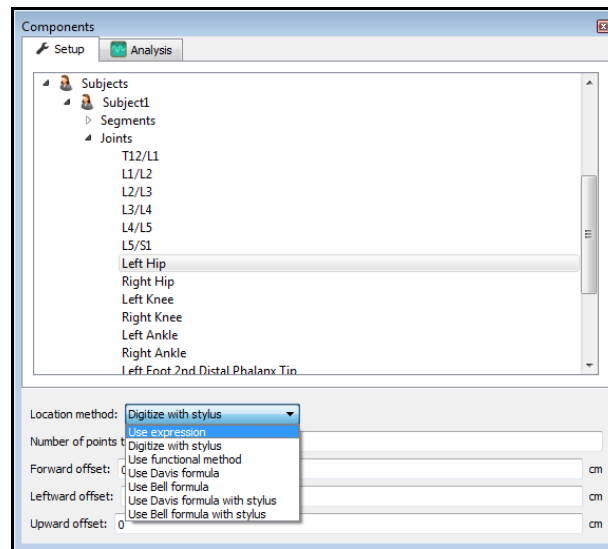 Components
Setup Analysis
Subjects
Subject1
Segments
Joints
T12/L1
L1/L2
L2/L3
L3/L4
L4/L5
L5/S1
Left Hip
Right Hip
Left Knee
Right Knee
Left Ankle
Right Ankle
Left Foot 2nd Distal Phalanx Tip
Location method: Digitize with stylus
Use expression
Number of points t
Digitize with stylus
Use functional method
Forward offset: cm
Use Davis formula
Use Bell formula
Leftward offset: cm
Use Davis formula with stylus
Use Bell formula with stylus
Upward offset: 0 cm